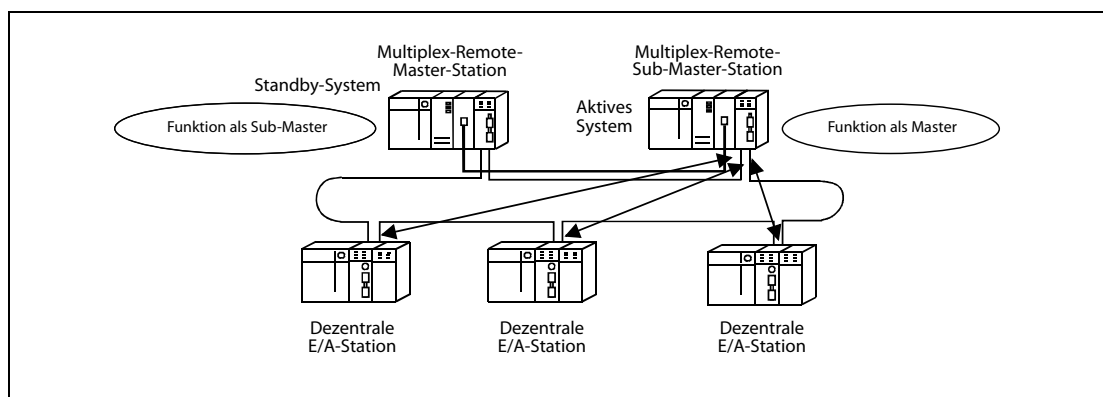 Multiplex-Remote-
Master-Station
Multiplex-Remote-
Sub-Master-Station
Standby-System
Aktives
System
Funktion als Sub-Master
Funktion als Master
Dezentrale
E/A-Station
Dezentrale
E/A-Station
Dezentrale
E/A-Station